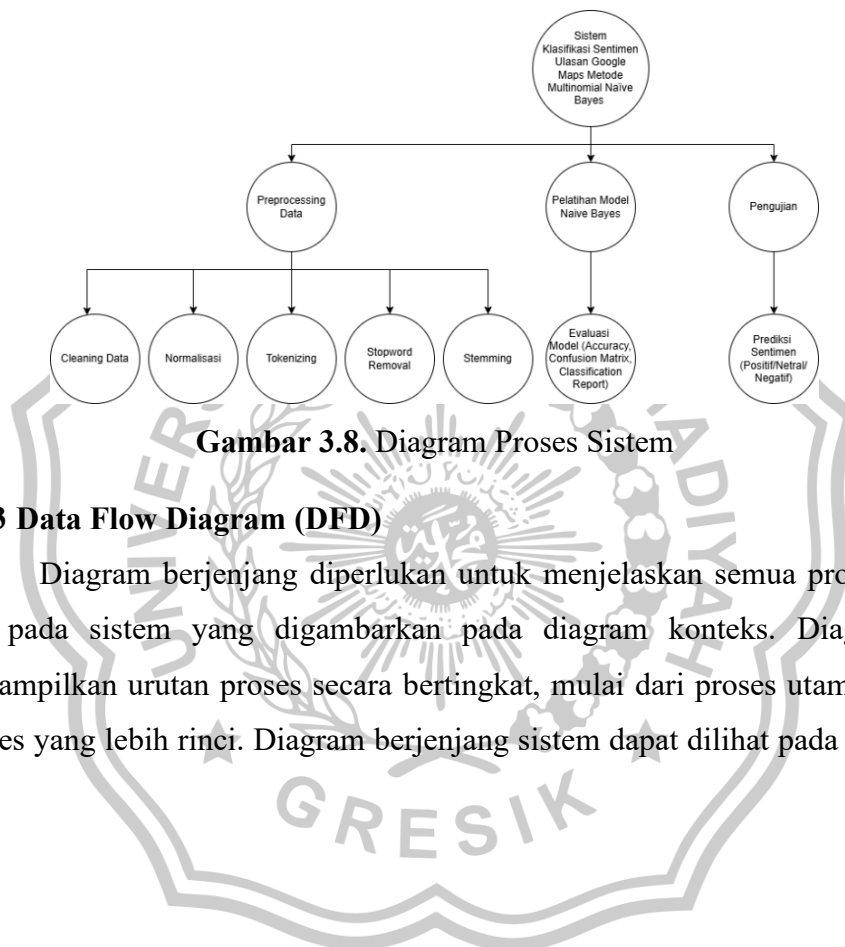 Sistem
Klasifikasi Sentimen
Ulasan Google
Maps Metode
Multinomial Naïve
Bayes
Preprocessing
Data
Pelatihan Model
Naive Bayes
Pengujian
Cleaning Data
Normalisasi
Tokenizing
Stopword
Removal
Stemming
Evaluasi
Model (Accuracy,
Confusion Matrix,
Classification
Report)
Prediksi
Sentimen
(Positif/Netral/
Negatif)
Gambar 3.8. Diagram Proses Sistem
3 Data Flow Diagram (DFD)
Diagram berjenjang diperlukan untuk menjelaskan semua pro
pada sistem yang digambarkan pada diagram konteks. Diag
ampilkan urutan proses secara bertingkat, mulai dari proses utam
es yang lebih rinci. Diagram berjenjang sistem dapat dilihat pada
GRESIK